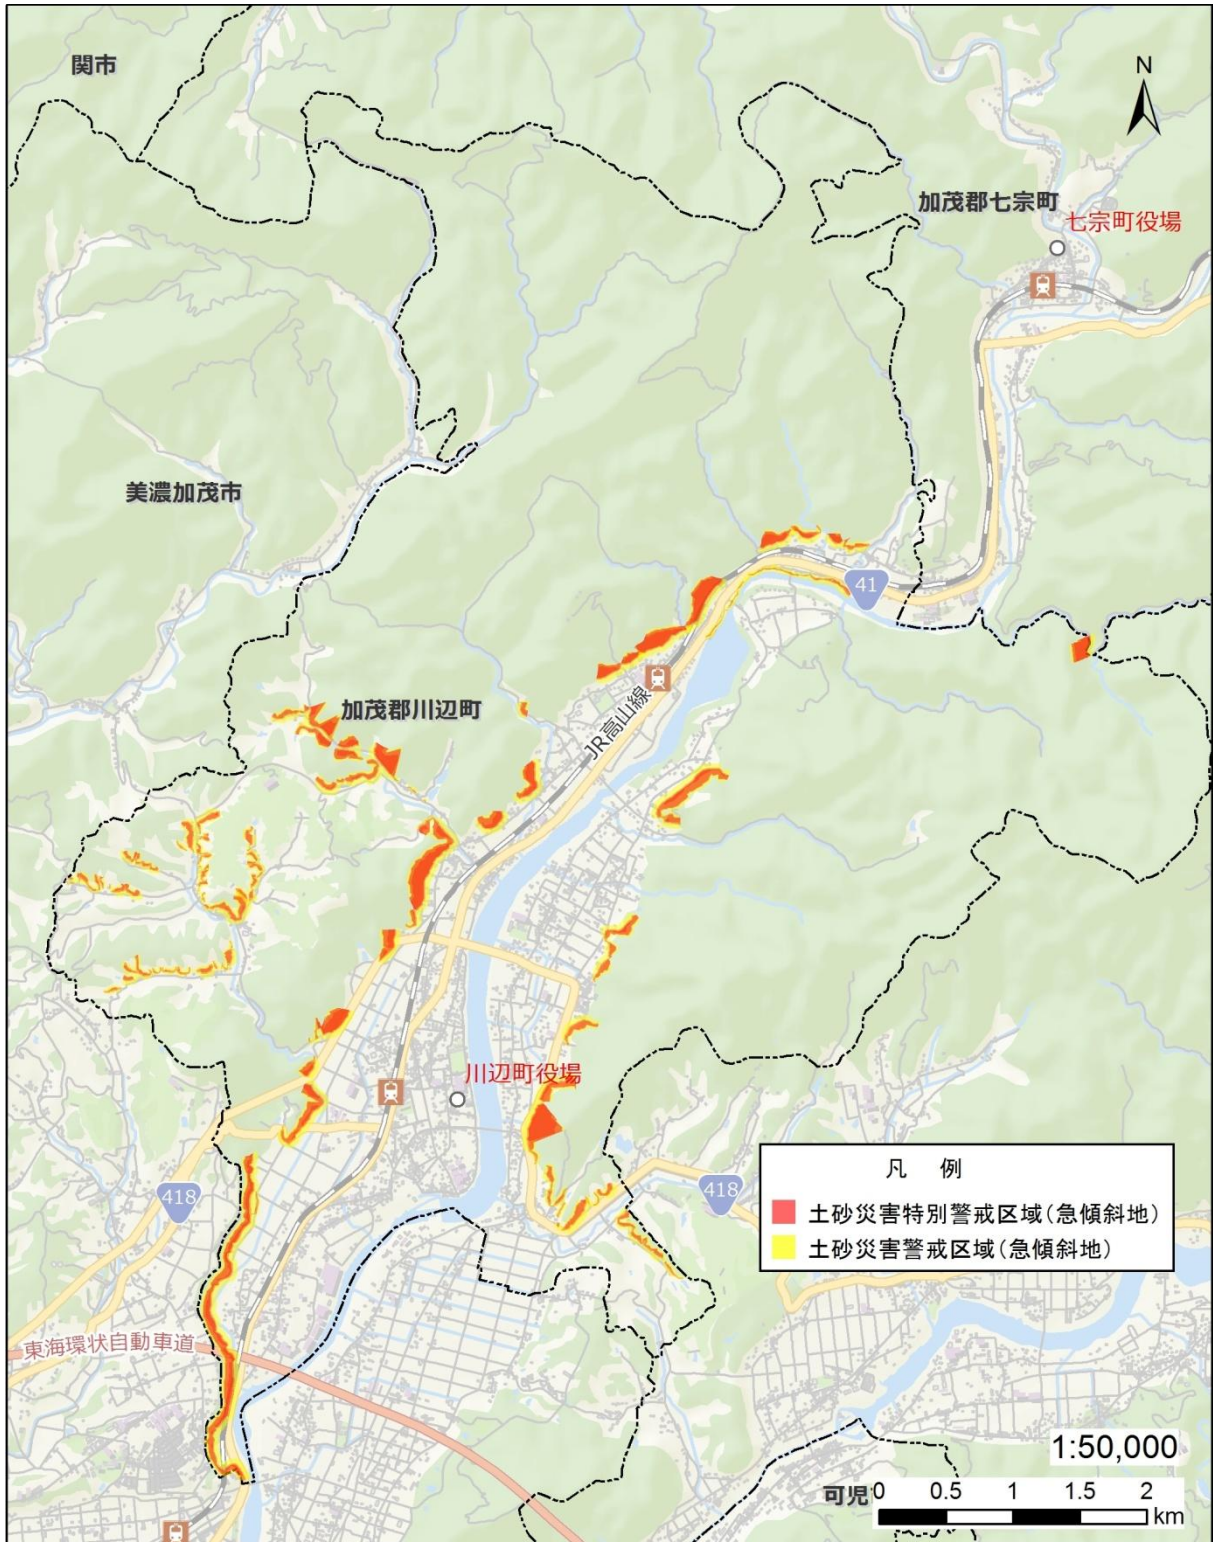 関市
N
加茂郡七宗町
七宗町役場
美濃加茂市
41
加茂郡川辺町
JR高山線
川辺町役場
凡 例
土砂災害特別警戒区域(急傾斜地)
土砂災害警戒区域(急傾斜地)
418
418
東海環状自動車道
1:50,000
可児
0 0.5 1 1.5 2
km